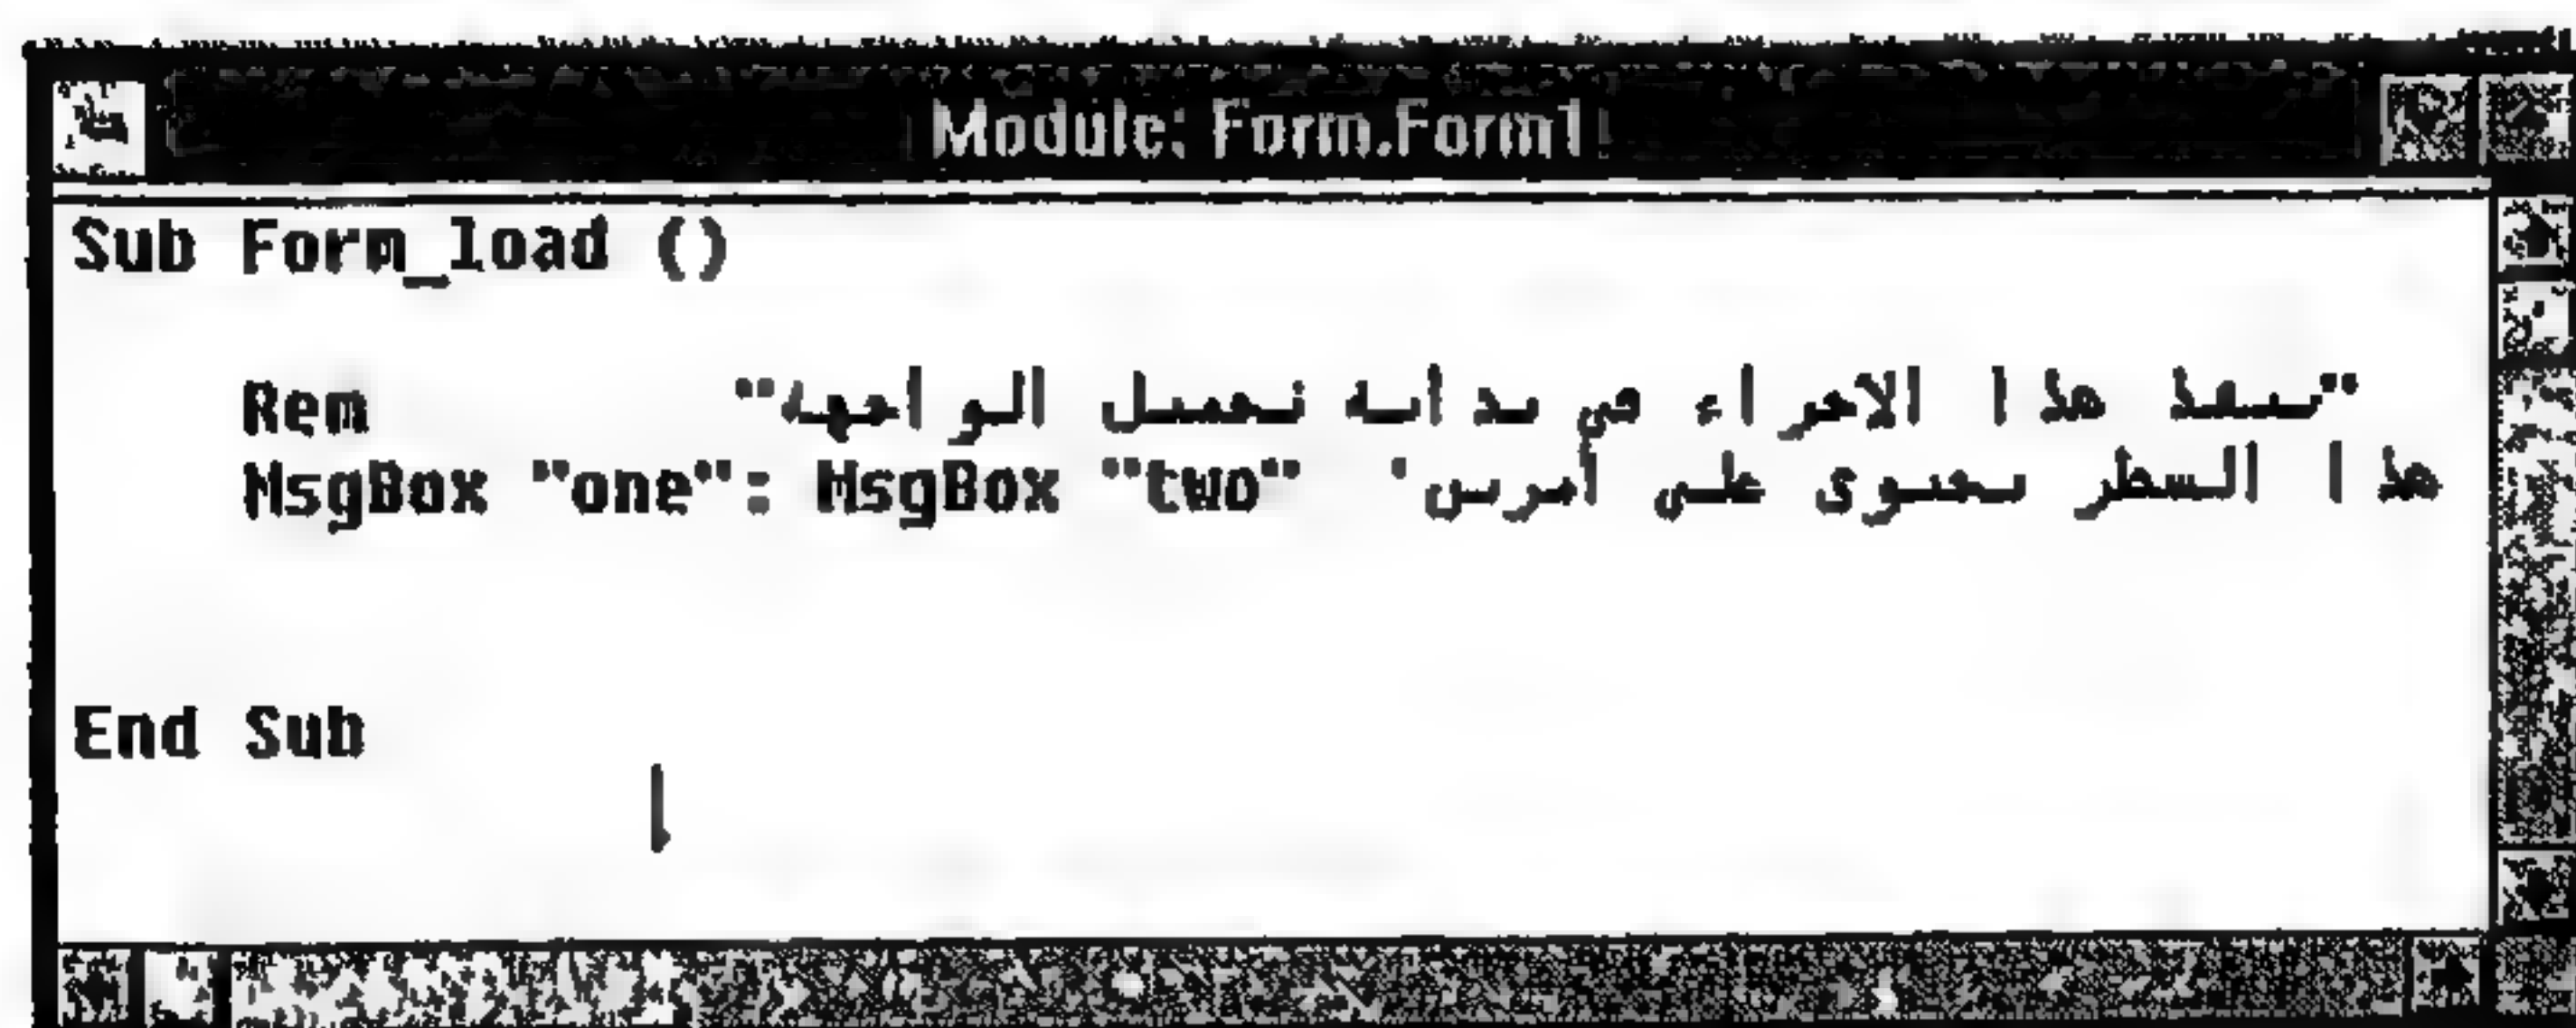 Module: Form.Form1
Sub Form_load ()
Rem "ينفذ هذا الاجراء في بداية تحميل الواجهة"
MsgBox "one": MsgBox "two" 'هذا السطر يحتوى على أمرين
End Sub